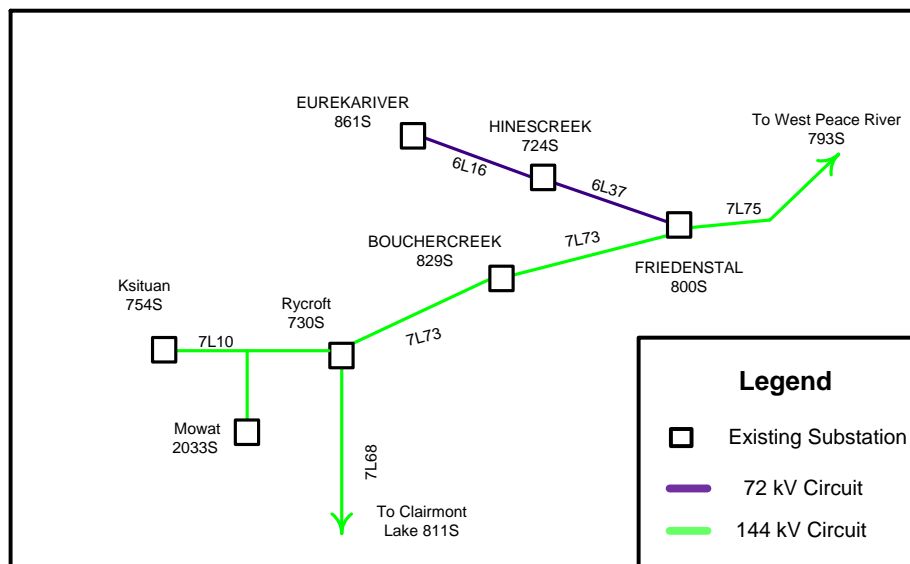 EUREKARIVER
861S
HINESCREEK
724S
To West Peace River
793S
6L16
6L37
7L75
BOUCHERCREEK
829S
7L73
FRIEDENSTAL
800S
Ksituan
754S
Rycroft
730S
7L10
7L73
Mowat
2033S
7L68
To Clairmont
Lake 811S
Legend
Existing Substation
72 kV Circuit
144 kV Circuit